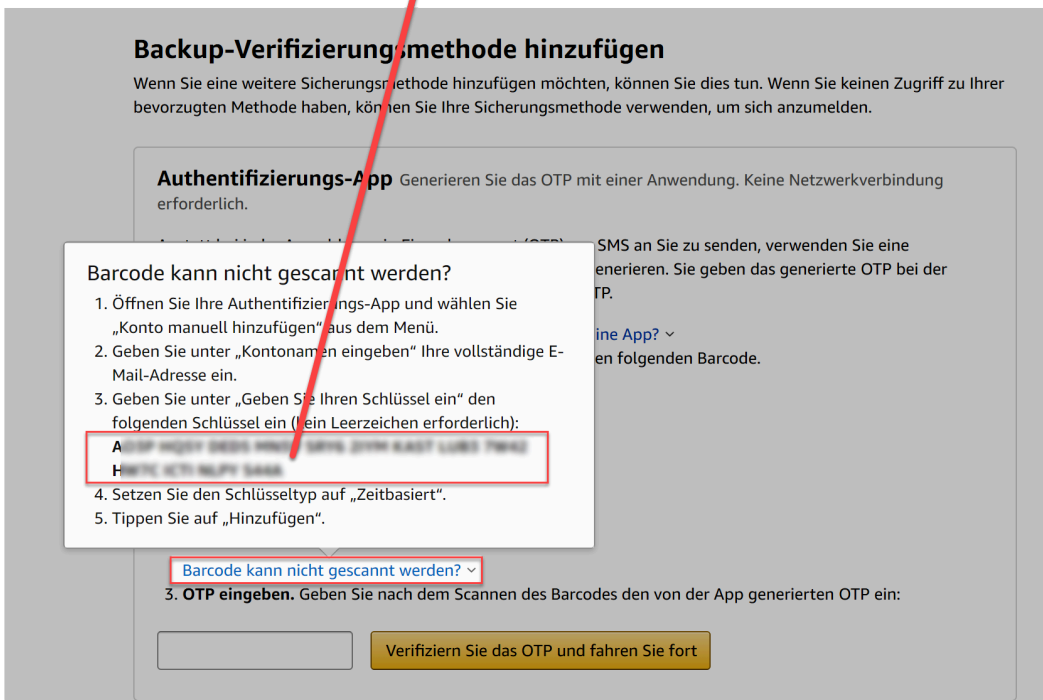 Backup-Verifizierungsmethode hinzufügen
Wenn Sie eine weitere Sicherungsmethode hinzufügen möchten, können Sie dies tun. Wenn Sie keinen Zugriff zu Ihrer
bevorzugten Methode haben, können Sie Ihre Sicherungsmethode verwenden, um sich anzumelden.
Authentifizierungs-App Generieren Sie das OTP mit einer Anwendung. Keine Netzwerkverbindung
erforderlich.
SMS an Sie zu senden, verwenden Sie eine
enerieren. Sie geben das generierte OTP bei der
TP.
ine App?
en folgenden Barcode.
Barcode kann nicht gescannt werden?
1. Öffnen Sie Ihre Authentifizierungs-App und wählen Sie
„Konto manuell hinzufügen“ aus dem Menü.
2. Geben Sie unter „Kontonamen eingeben“ Ihre vollständige E-
Mail-Adresse ein.
3. Geben Sie unter „Geben Sie Ihren Schlüssel ein“ den
folgenden Schlüssel ein (kein Leerzeichen erforderlich):
4. Setzen Sie den Schlüsseltyp auf „Zeitbasiert“.
5. Tippen Sie auf „Hinzufügen“.
Barcode kann nicht gescannt werden?
3. OTP eingeben. Geben Sie nach dem Scannen des Barcodes den von der App generierten OTP ein:
Verifiziern Sie das OTP und fahren Sie fort